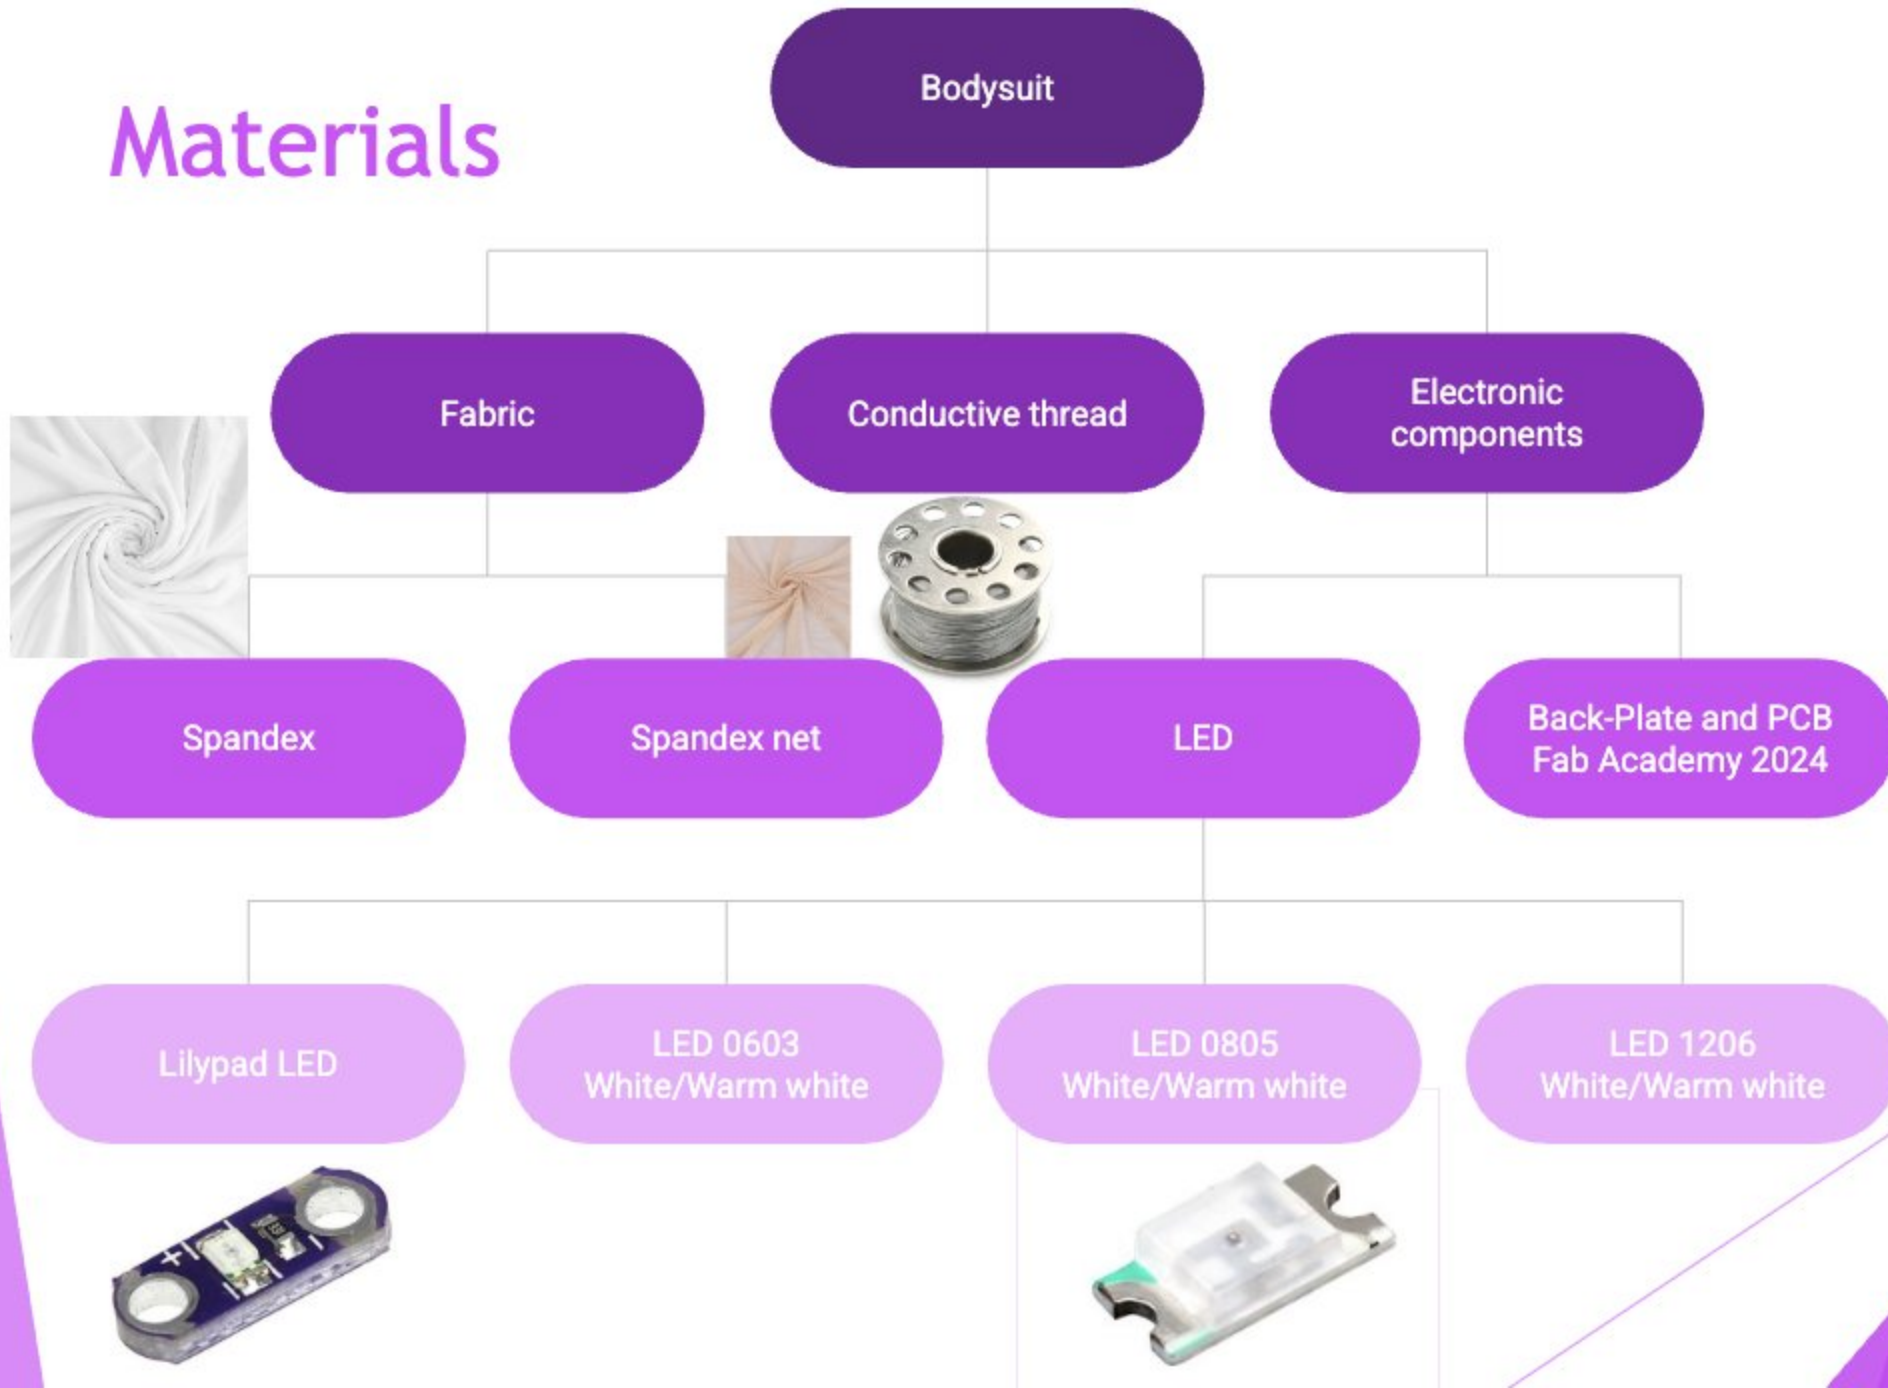 Materials
Bodysuit
Fabric
Conductive thread
Electronic
components
Spandex
Spandex net
LED
Back-Plate and PCB
Fab Academy 2024
Lilypad LED
LED 0603
White/Warm white
LED 0805
White/Warm white
LED 1206
White/Warm white